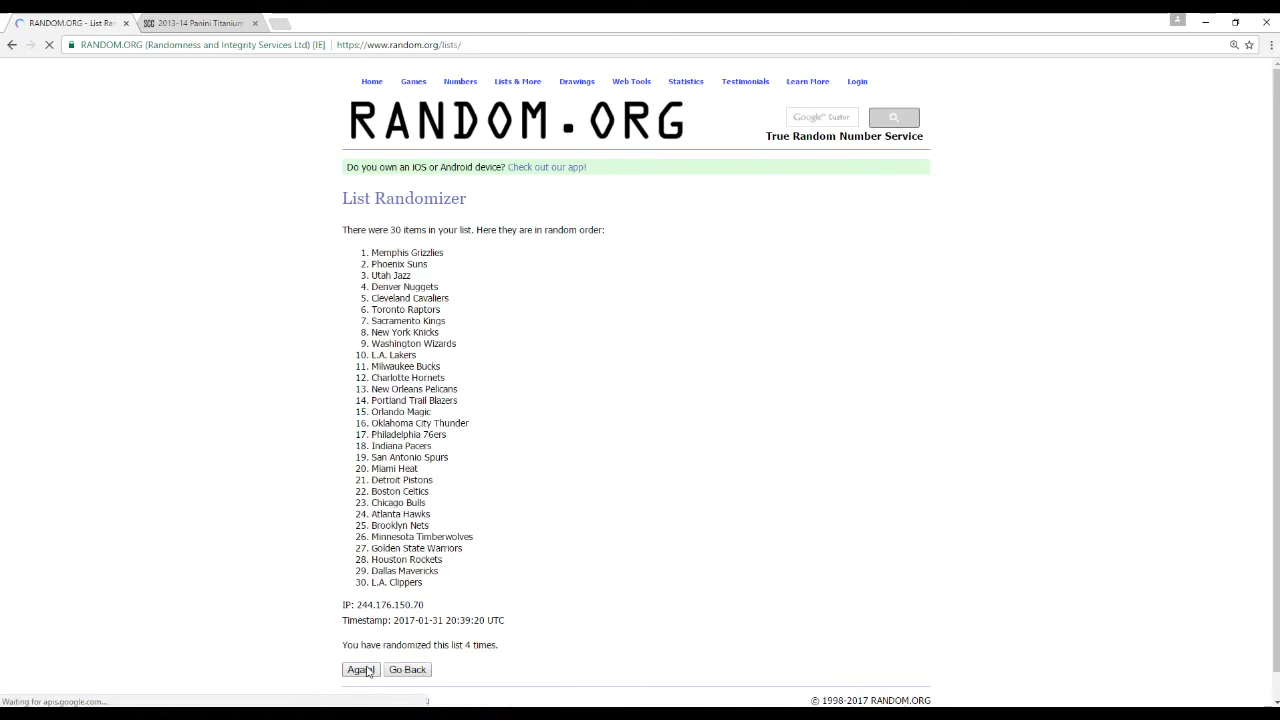 RANDOM.ORG - List Ra
SCC 2013-14 Panini Titanium
RANDOM.ORG (Randomness and Integrity Services Ltd) [IE] https://www.random.org/lists/
Home Games Numbers Lists & More Drawings Web Tools Statistics Testimonials Learn More Login
RANDOM.ORG
Google™ Custor
True Random Number Service
Do you own an iOS or Android device? Check out our app!
List Randomizer
There were 30 items in your list. Here they are in random order:
1. Memphis Grizzlies
2. Phoenix Suns
3. Utah Jazz
4. Denver Nuggets
5. Cleveland Cavaliers
6. Toronto Raptors
7. Sacramento Kings
8. New York Knicks
9. Washington Wizards
10. L.A. Lakers
11. Milwaukee Bucks
12. Charlotte Hornets
13. New Orleans Pelicans
14. Portland Trail Blazers
15. Orlando Magic
16. Oklahoma City Thunder
17. Philadelphia 76ers
18. Indiana Pacers
19. San Antonio Spurs
20. Miami Heat
21. Detroit Pistons
22. Boston Celtics
23. Chicago Bulls
24. Atlanta Hawks
25. Brooklyn Nets
26. Minnesota Timberwolves
27. Golden State Warriors
28. Houston Rockets
29. Dallas Mavericks
30. L.A. Clippers
IP: 244.176.150.70
Timestamp: 2017-01-31 20:39:20 UTC
You have randomized this list 4 times.
Again! Go Back
Waiting for apis.google.com...
© 1998-2017 RANDOM.ORG